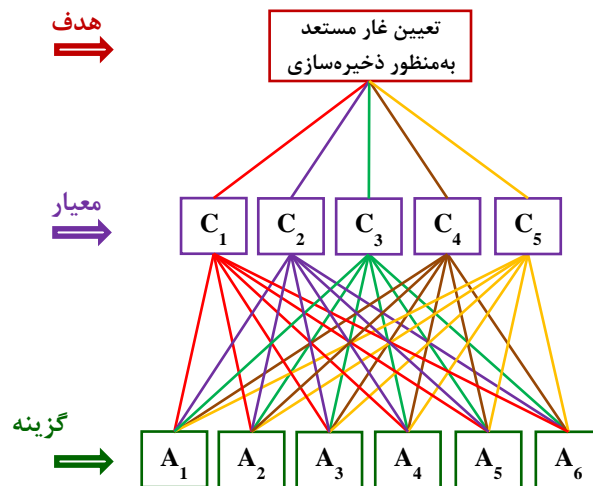 هدف
تعیین غار مستعد
به‌منظور ذخیره‌سازی
معیار
C1 C2 C3 C4 C5
گزینه
A1 A2 A3 A4 A5 A6